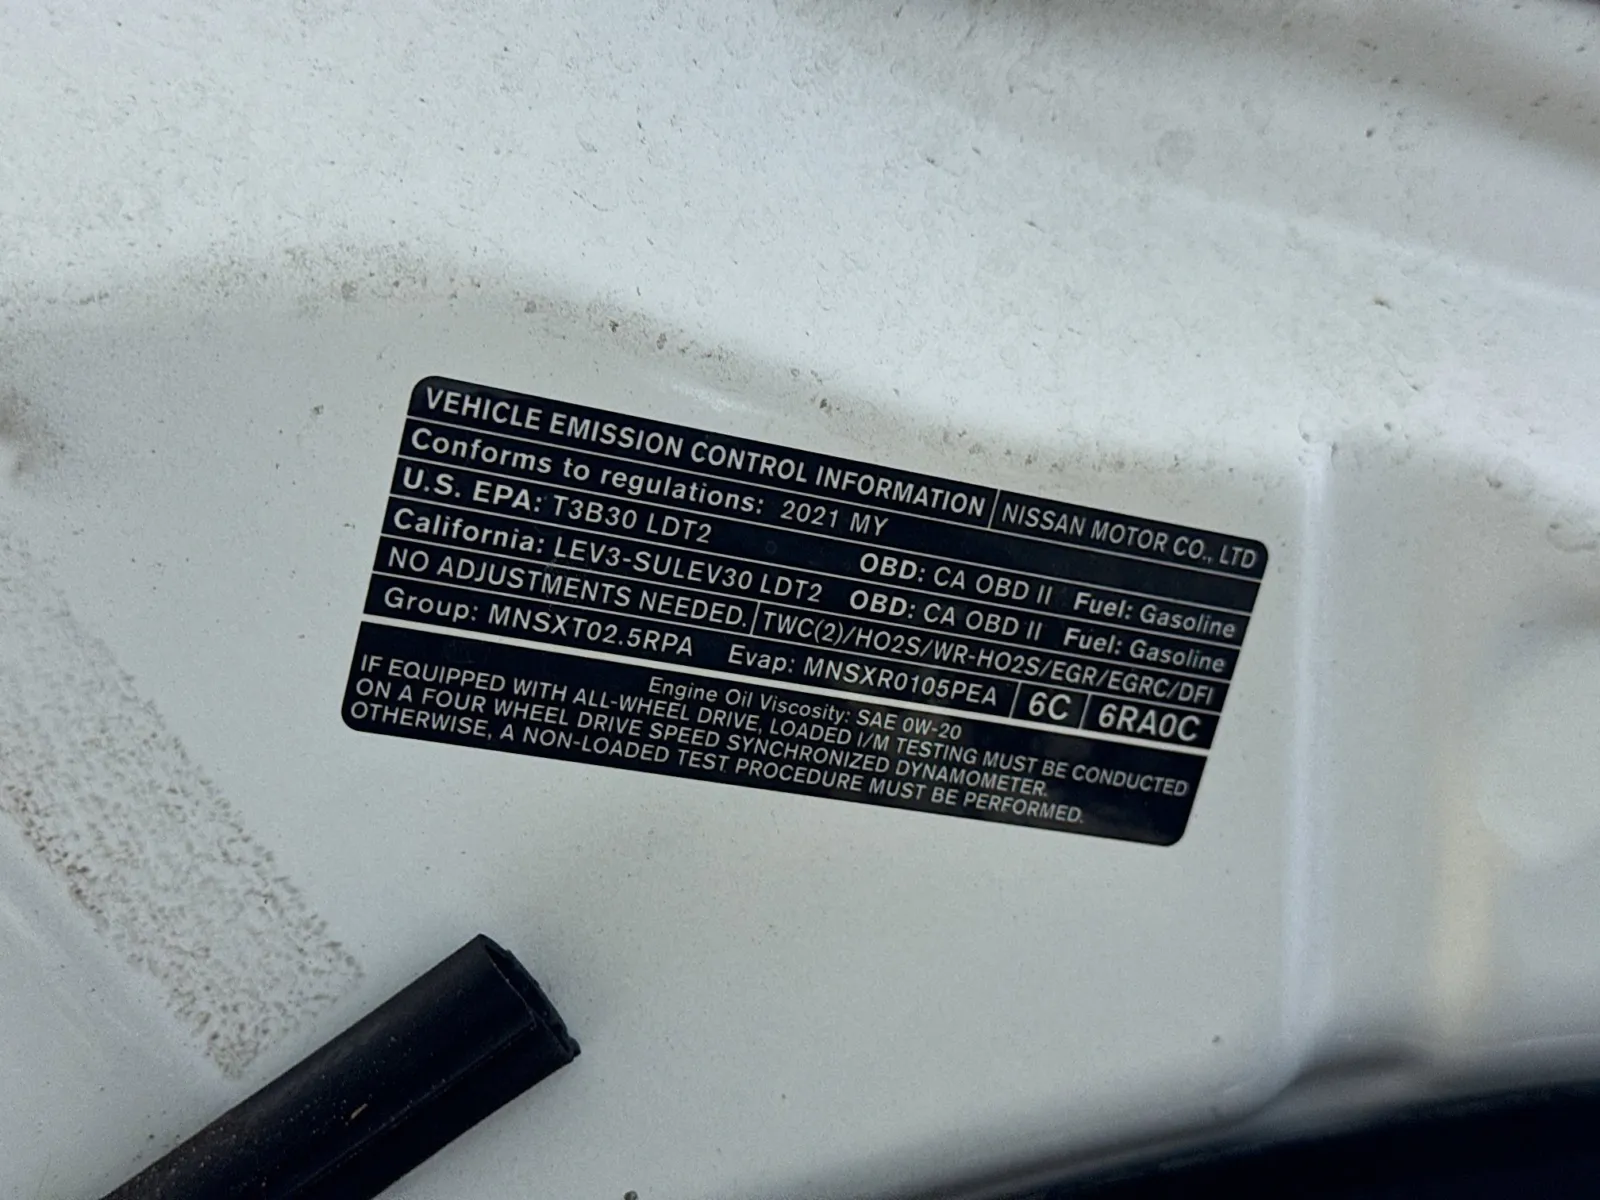 VEHICLE EMISSION CONTROL INFORMATION NISSAN MOTOR CO., LTD
Conforms to regulations: 2021 MY
U.S. EPA: T3B30 LDT2 OBD: CA OBD II Fuel: Gasoline
California: LEV3-SULEV30 LDT2 OBD: CA OBD II Fuel: Gasoline
NO ADJUSTMENTS NEEDED. TWC(2)/HO2S/WR-HO2S/EGR/EGRC/DFI
Group: MNSXT02.5RPA Evap: MNSXR0105PEA 6C 6RA0C
Engine Oil Viscosity: SAE 0W-20
IF EQUIPPED WITH ALL-WHEEL DRIVE, LOADED I/M TESTING MUST BE CONDUCTED
ON A FOUR WHEEL DRIVE SPEED SYNCHRONIZED DYNAMOMETER.
OTHERWISE, A NON-LOADED TEST PROCEDURE MUST BE PERFORMED.